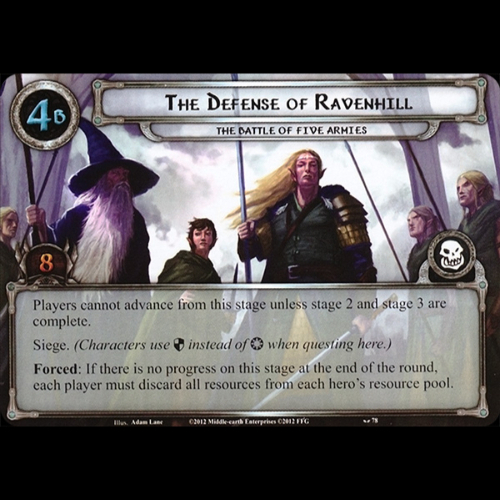 4B
THE DEFENSE OF RAVENHILL
THE BATTLE OF FIVE ARMIES
8
Players cannot advance from this stage unless stage 2 and stage 3 are
complete.
Siege. (Characters use instead of when questing here.)
Forced: If there is no progress on this stage at the end of the round,
each player must discard all resources from each hero's resource pool.
Illus. Adam Lane ©2012 Middle-earth Enterprises ©2012 FFG 78